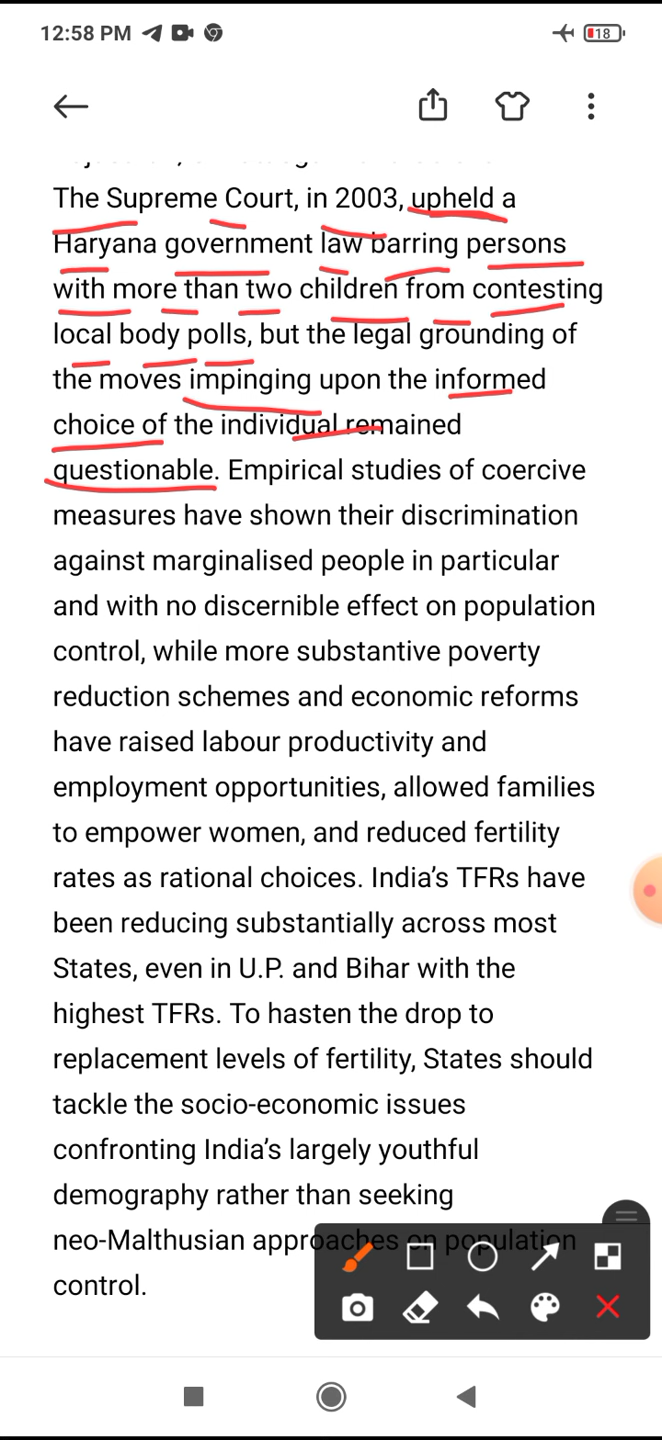 12:58 PM
18
The Supreme Court, in 2003, upheld a
Haryana government law barring persons
with more than two children from contesting
local body polls, but the legal grounding of
the moves impinging upon the informed
choice of the individual remained
questionable. Empirical studies of coercive
measures have shown their discrimination
against marginalised people in particular
and with no discernible effect on population
control, while more substantive poverty
reduction schemes and economic reforms
have raised labour productivity and
employment opportunities, allowed families
to empower women, and reduced fertility
rates as rational choices. India’s TFRs have
been reducing substantially across most
States, even in U.P. and Bihar with the
highest TFRs. To hasten the drop to
replacement levels of fertility, States should
tackle the socio-economic issues
confronting India’s largely youthful
demography rather than seeking
neo-Malthusian approaches on population
control.